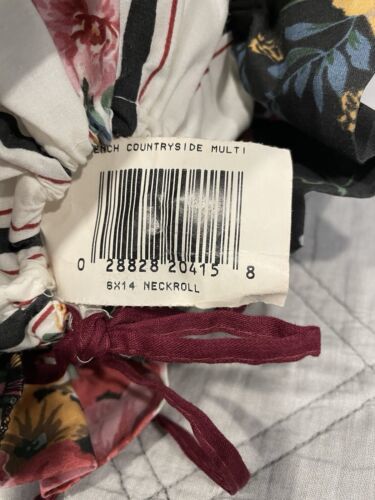 ENCH COUNTRYSIDE MULTI
0 28828 20415 8
6X14 NECKROLL